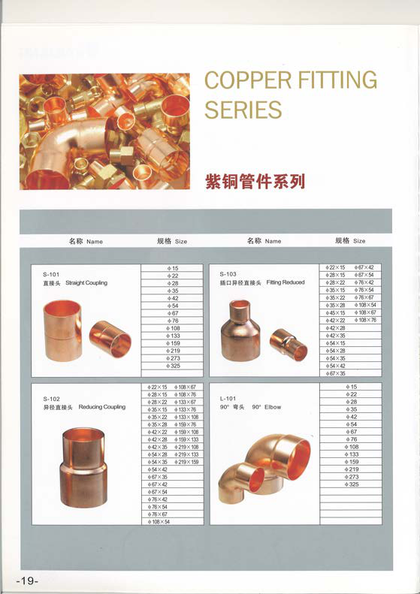 COPPER FITTING
SERIES
紫铜管件系列
名称 Name 规格 Size 名称 Name 规格 Size
S-101
直接头 Straight Coupling
Φ15
Φ22
Φ28
Φ35
Φ42
Φ54
Φ67
Φ76
Φ108
Φ133
Φ159
Φ219
Φ273
Φ325
S-103
插口异径直接头 Fitting Reduced
Φ22×15 Φ67×42
Φ28×15 Φ67×54
Φ28×22 Φ76×42
Φ35×15 Φ76×54
Φ35×22 Φ76×67
Φ35×28 Φ108×54
Φ45×15 Φ108×67
Φ42×22 Φ108×76
Φ42×28
Φ42×35
Φ54×15
Φ54×28
Φ54×35
Φ54×42
Φ67×35
S-102
异径直接头 Reducing Coupling
Φ22×15 Φ108×67
Φ28×15 Φ108×76
Φ28×22 Φ133×67
Φ35×15 Φ133×76
Φ35×22 Φ133×108
Φ35×28 Φ159×76
Φ42×22 Φ159×108
Φ42×28 Φ159×133
Φ42×35 Φ219×108
Φ54×28 Φ219×133
Φ54×35 Φ219×159
Φ54×42
Φ67×35
Φ67×42
Φ67×54
Φ76×42
Φ76×54
Φ76×67
Φ108×54
L-101
90° 弯头 90° Elbow
Φ15
Φ22
Φ28
Φ35
Φ42
Φ54
Φ67
Φ76
Φ108
Φ133
Φ159
Φ219
Φ273
Φ325
-19-